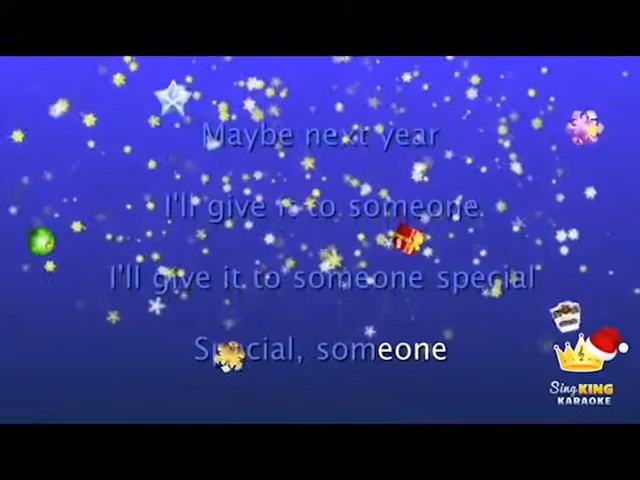 Maybe next year
I'll give it to someone
I'll give it to someone special
Special, someone
Sing KING
KARAOKE